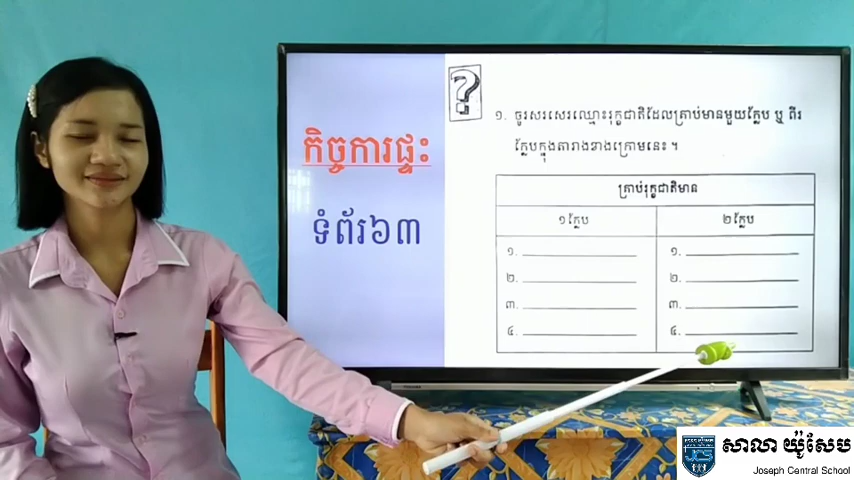 កិច្ចការផ្ទះ
ទំព័រ៦៣
?
១. ចូរសរសេរឈ្មោះរុក្ខជាតិដែលគ្រាប់មានមួយក្លែប ឬ ពីរ
ក្លែបក្នុងតារាងខាងក្រោមនេះ ។
គ្រាប់រុក្ខជាតិមាន
១ក្លែប ២ក្លែប
១. ១.
២. ២.
៣. ៣.
៤. ៤.
TOSHIBA
JCS
សាលា យ៉ូសែប
Joseph Central School